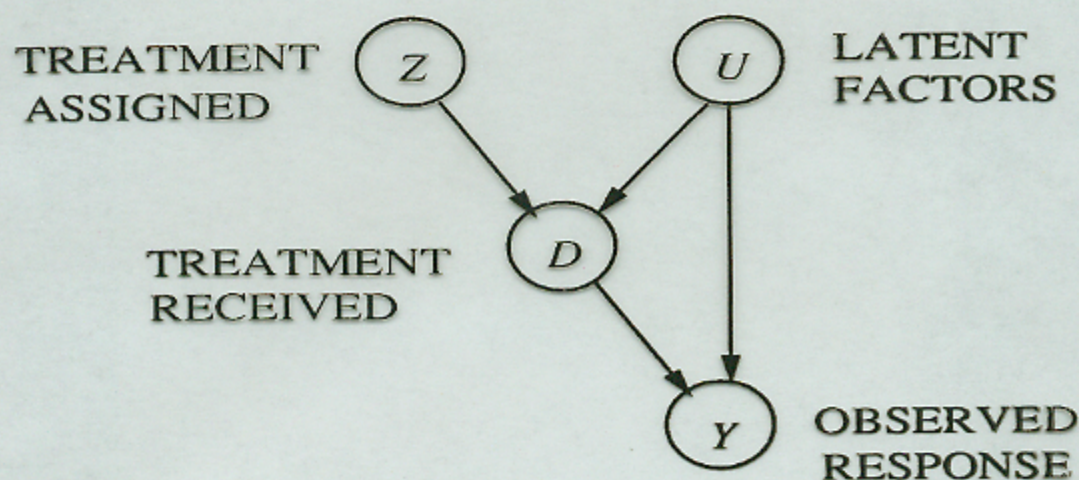 TREATMENT
ASSIGNED
Z
U
LATENT
FACTORS
TREATMENT
RECEIVED
D
Y
OBSERVED
RESPONSE